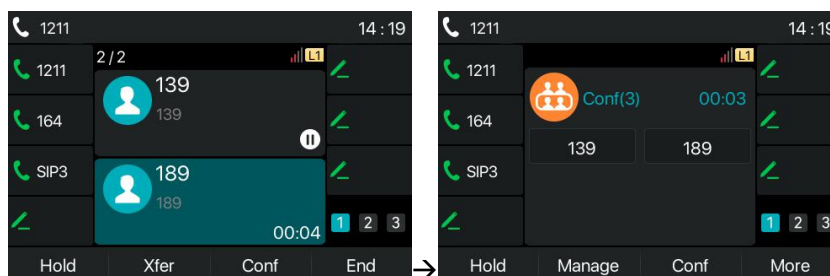 1211 14:19
2/2 L1
1211
139
139
164
SIP3
189
189
00:04
1 2 3
Hold Xfer Conf End
→
1211 14:19
L1
1211
Conf(3) 00:03
164
139 189
SIP3
1 2 3
Hold Manage Conf More